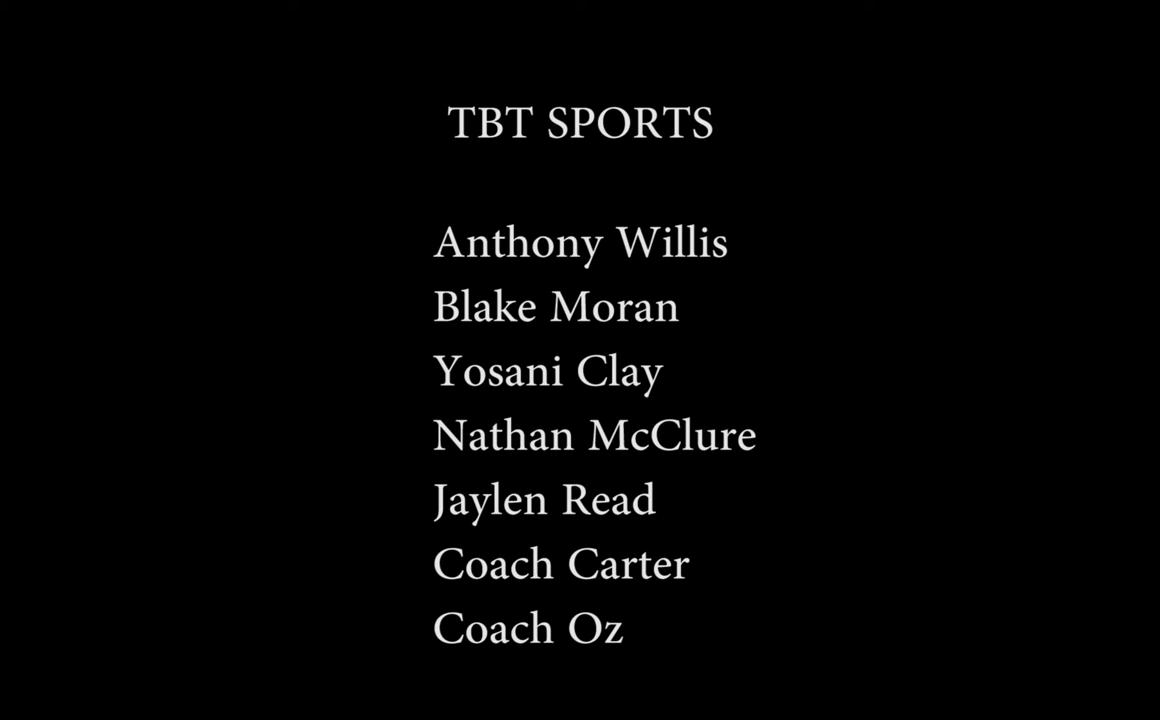 TBT SPORTS
Anthony Willis
Blake Moran
Yosani Clay
Nathan McClure
Jaylen Read
Coach Carter
Coach Oz